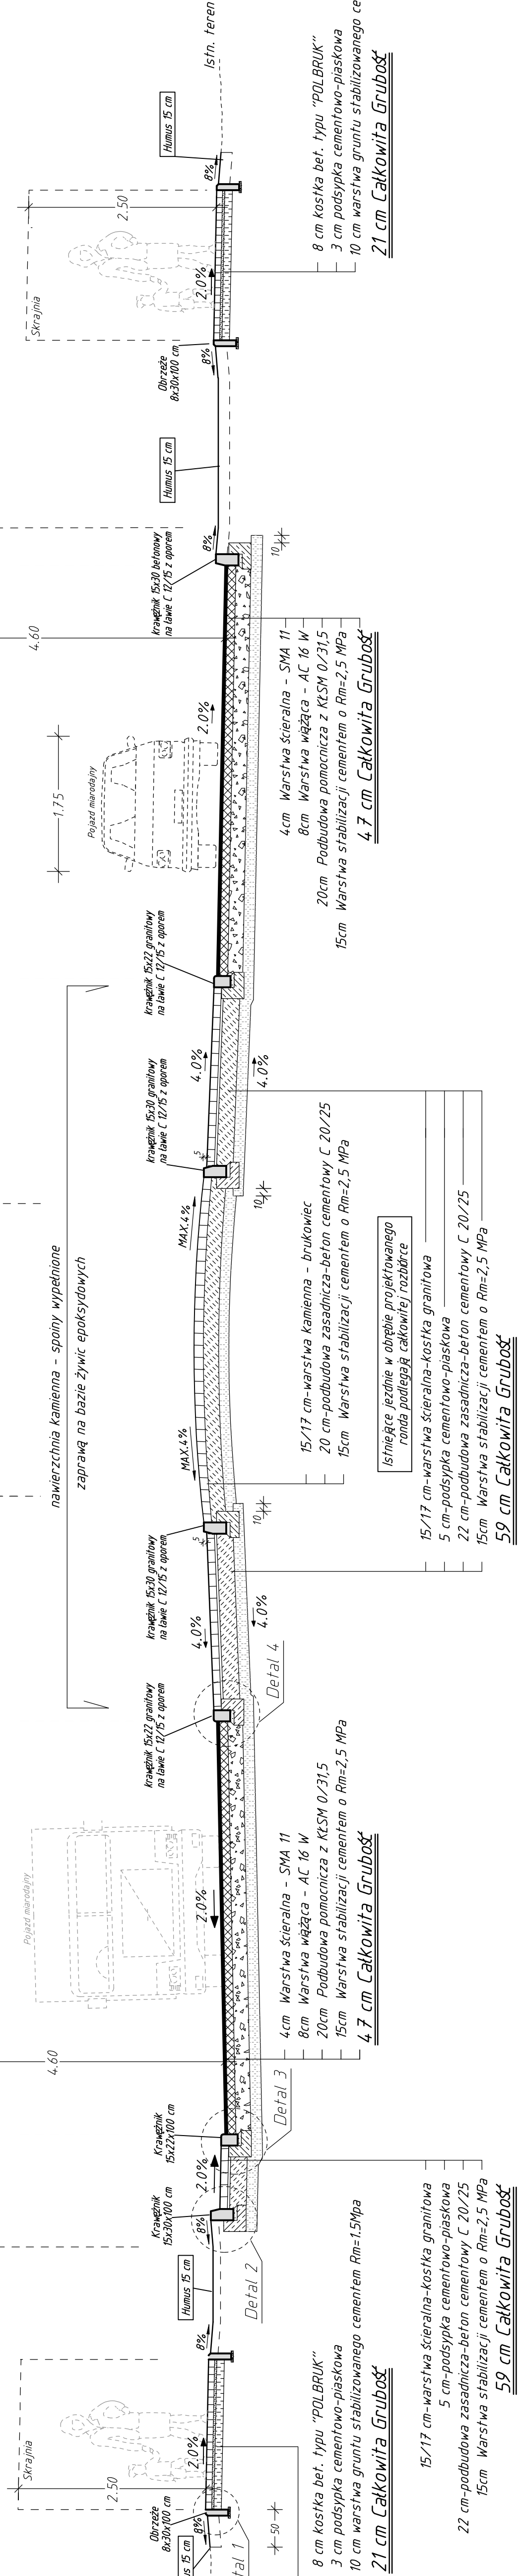 Istn. teren
Humus 15 cm
8%
2.50
Skrajnia
2.0%
8 cm kostka bet. typu "POLBRUK"
3 cm podsypka cementowo-piaskowa
10 cm warstwa gruntu stabilizowanego ce
21 cm Całkowita Grubość
Obrzeże
8x30x100 cm
8%
Humus 15 cm
8%
krawężnik 15x30 betonowy
na ławie C 12/15 z oporem
10
4.60
2.0%
1.75
Pojazd miarodajny
4cm Warstwa ścieralna - SMA 11
8cm Warstwa wiążąca - AC 16 W
20cm Podbudowa pomocnicza z KŁSM 0/31,5
15cm Warstwa stabilizacji cementem o Rm=2,5 MPa
47 cm Całkowita Grubość
krawężnik 15x22 granitowy
na ławie C 12/15 z oporem
4.0%
4.0%
krawężnik 15x30 granitowy
na ławie C 12/15 z oporem
5
10
MAX.4%
nawierzchnia kamienna - spoiny wypełnione
zaprawą na bazie żywic epoksydowych
15/17 cm-warstwa kamienna - brukowiec
20 cm-podbudowa zasadnicza-beton cementowy C 20/25
15cm Warstwa stabilizacji cementem o Rm=2,5 MPa
Istniejące jezdnie w obrębie projektowanego
ronda podlegają całkowitej rozbiórce
15/17 cm-warstwa ścieralna-kostka granitowa
5 cm-podsypka cementowo-piaskowa
22 cm-podbudowa zasadnicza-beton cementowy C 20/25
15cm Warstwa stabilizacji cementem o Rm=2,5 MPa
59 cm Całkowita Grubość
MAX.4%
krawężnik 15x30 granitowy
na ławie C 12/15 z oporem
5
10
4.0%
4.0%
krawężnik 15x22 granitowy
na ławie C 12/15 z oporem
Detal 4
Pojazd miarodajny
2.0%
4cm Warstwa ścieralna - SMA 11
8cm Warstwa wiążąca - AC 16 W
20cm Podbudowa pomocnicza z KŁSM 0/31,5
15cm Warstwa stabilizacji cementem o Rm=2,5 MPa
47 cm Całkowita Grubość
4.60
Krawężnik
15x22x100 cm
Detal 3
2.0%
Krawężnik
15x30x100 cm
8%
Detal 2
Humus 15 cm
8%
15/17 cm-warstwa ścieralna-kostka granitowa
5 cm-podsypka cementowo-piaskowa
22 cm-podbudowa zasadnicza-beton cementowy C 20/25
15cm Warstwa stabilizacji cementem o Rm=2,5 MPa
59 cm Całkowita Grubość
Skrajnia
2.50
2.0%
8 cm kostka bet. typu "POLBRUK"
3 cm podsypka cementowo-piaskowa
10 cm warstwa gruntu stabilizowanego cementem Rm=1.5Mpa
21 cm Całkowita Grubość
Obrzeże
8x30x100 cm
8%
50
us 15 cm
tal 1